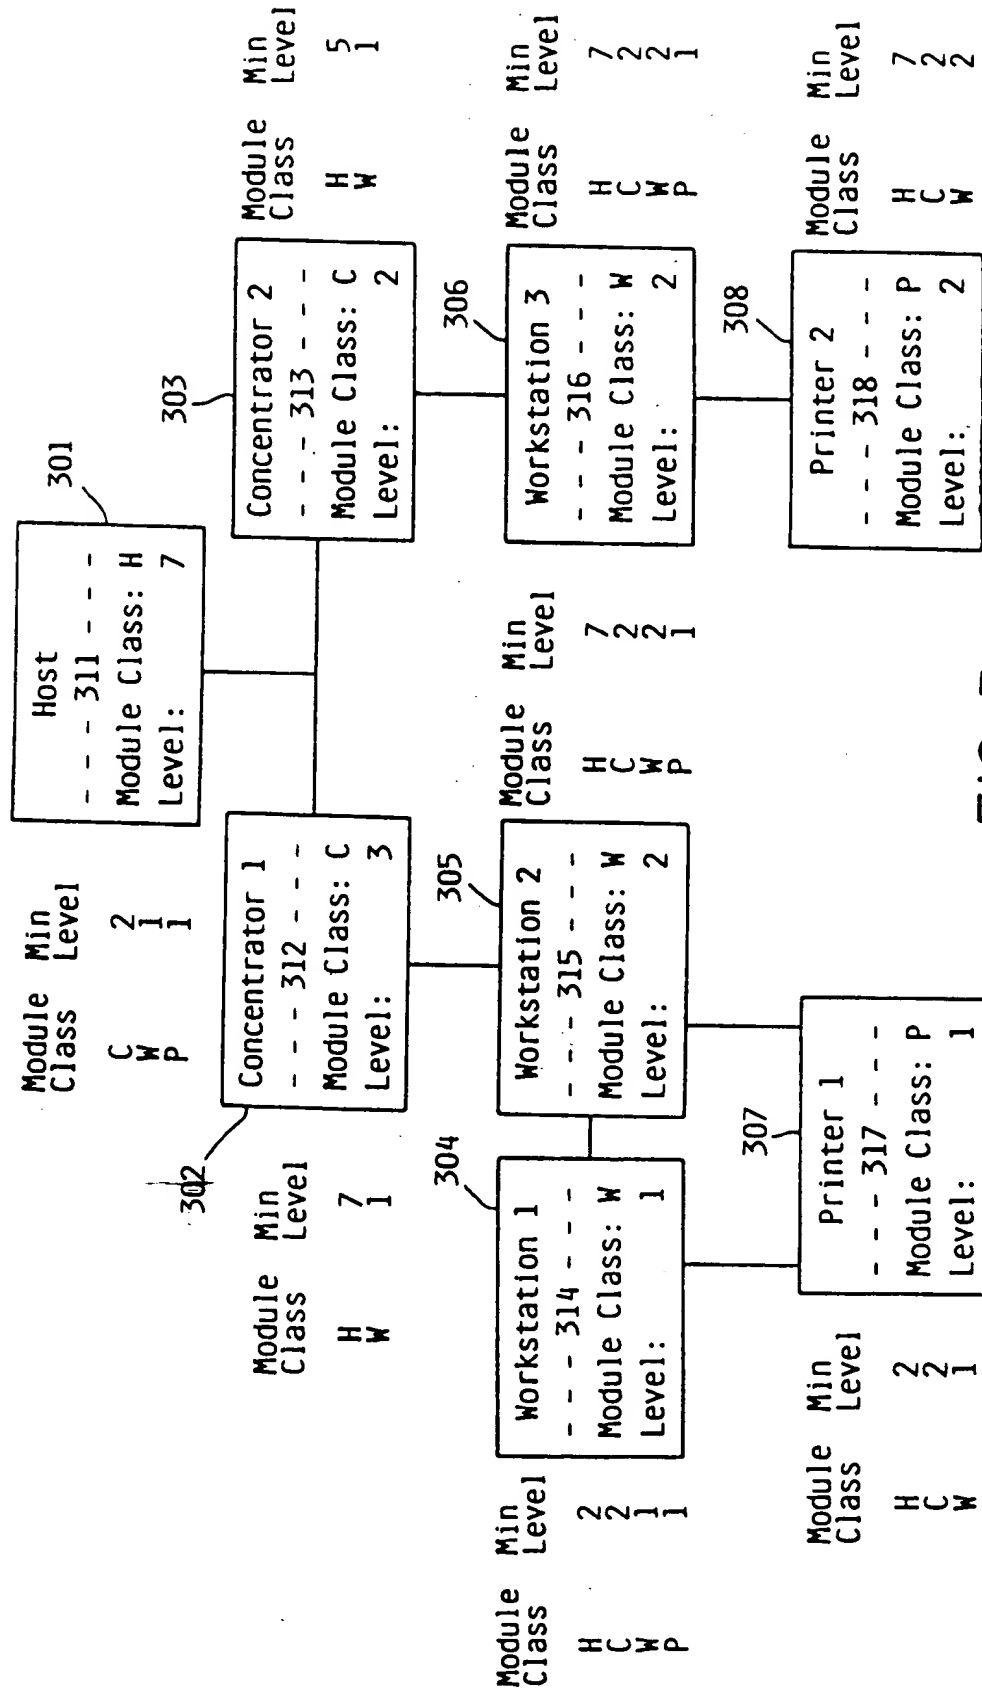 301
Host
- - - 311 - - -
Module Class: H
Level: 7
Module Min
Class Level
C 2
W 1
P 1
302
Concentrator 1
- - - 312 - - -
Module Class: C
Level: 3
Module Min
Class Level
H 7
W 1
303
Concentrator 2
- - - 313 - - - -
Module Class: C
Level: 2
Module Min
Class Level
H 5
W 1
304
Workstation 1
- - - 314 - - -
Module Class: W
Level: 1
Module Min
Class Level
H 2
C 2
W 1
P 1
305
Workstation 2
- - - 315 - - - -
Module Class: W
Level: 2
Module Min
Class Level
H 7
C 2
W 2
P 1
306
Workstation 3
- - - 316 - - - -
Module Class: W
Level: 2
Module Min
Class Level
H 7
C 2
W 2
P 1
307
Printer 1
- - - 317 - - - -
Module Class: P
Level: 1
Module Min
Class Level
H 2
C 2
W 1
308
Printer 2
- - - - 318 - - - -
Module Class: P
Level: 2
Module Min
Class Level
H 7
C 2
W 2